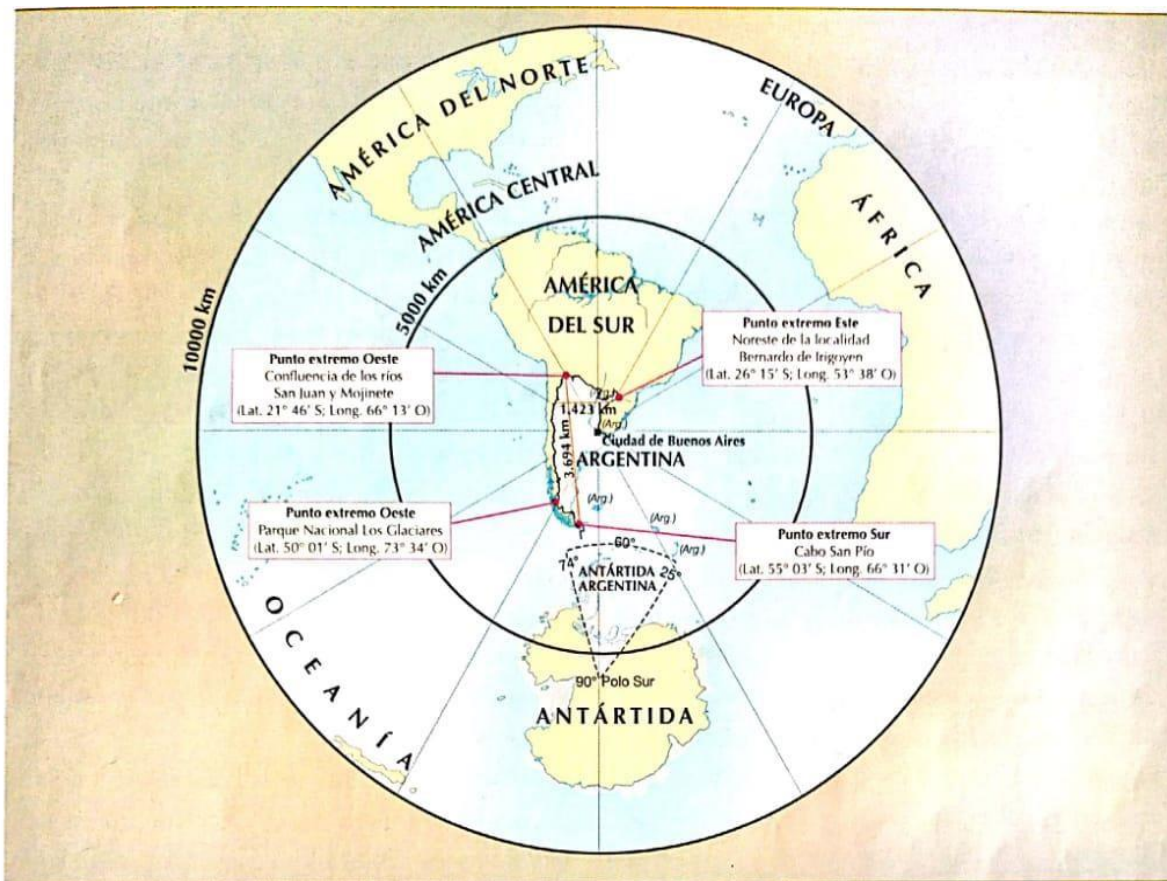 AMÉRICA DEL NORTE
EUROPA
AMÉRICA CENTRAL
ÁFRICA
10000 km
5000 km
AMÉRICA
DEL SUR
Punto extremo Este
Noreste de la localidad
Bernardo de Irigoyen
(Lat. 26° 15' S; Long. 53° 38' O)
Punto extremo Oeste
Confluencia de los ríos
San Juan y Mojinete
(Lat. 21° 46' S; Long. 66° 13' O)
(Arg.)
1.423 km
(Arg.)
Ciudad de Buenos Aires
3.694 km
ARGENTINA
Punto extremo Oeste
Parque Nacional Los Glaciares
(Lat. 50° 01' S; Long. 73° 34' O)
(Arg.)
(Arg.)
(Arg.)
Punto extremo Sur
Cabo San Pío
(Lat. 55° 03' S; Long. 66° 31' O)
60°
74°
25°
ANTÁRTIDA
ARGENTINA
OCEANÍA
90° Polo Sur
ANTÁRTIDA